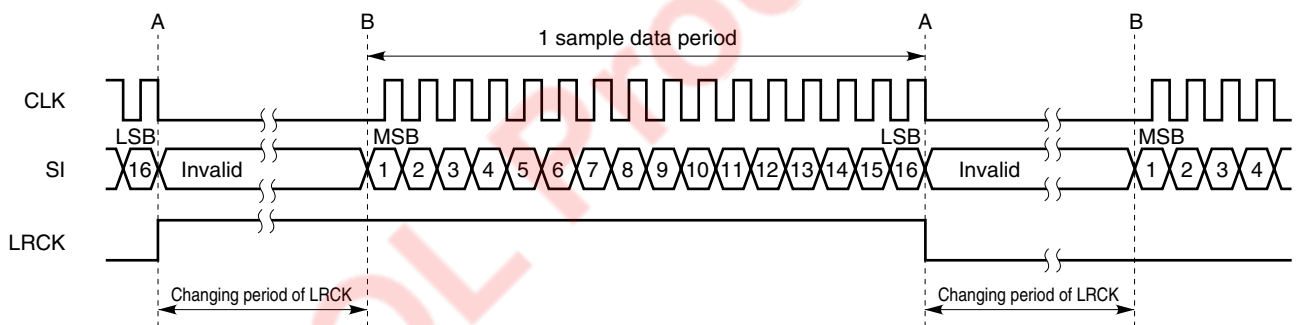 A B A B
1 sample data period
CLK
LSB MSB LSB MSB
SI 16 Invalid 1 2 3 4 5 6 7 8 9 10 11 12 13 14 15 16 Invalid 1 2 3 4
LRCK
Changing period of LRCK Changing period of LRCK